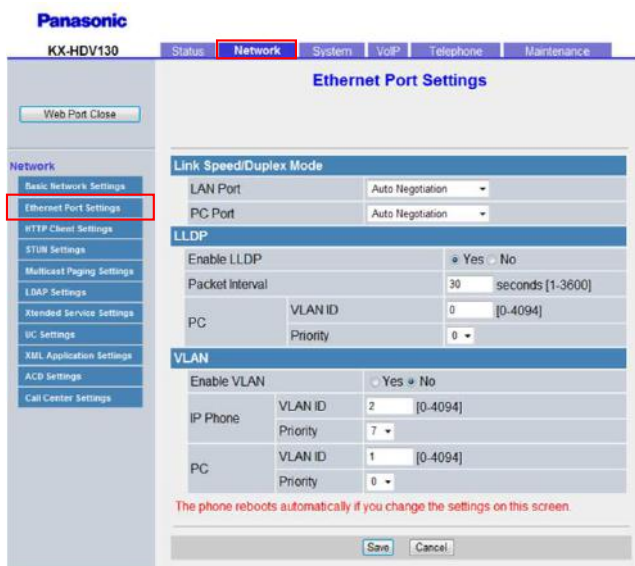 Panasonic
KX-HDV130
Status Network System VoIP Telephone Maintenance
Ethernet Port Settings
Web Port Close
Network
Basic Network Settings
Ethernet Port Settings
HTTP Client Settings
STUN Settings
Multicast Paging Settings
LDAP Settings
Xtended Service Settings
UC Settings
XML Application Settings
ACD Settings
Call Center Settings
Link Speed/Duplex Mode
LAN Port Auto Negotiation
PC Port Auto Negotiation
LLDP
Enable LLDP Yes No
Packet Interval 30 seconds [1-3600]
PC
VLAN ID 0 [0-4094]
Priority 0
VLAN
Enable VLAN Yes No
IP Phone
VLAN ID 2 [0-4094]
Priority 7
PC
VLAN ID 1 [0-4094]
Priority 0
The phone reboots automatically if you change the settings on this screen.
Save Cancel